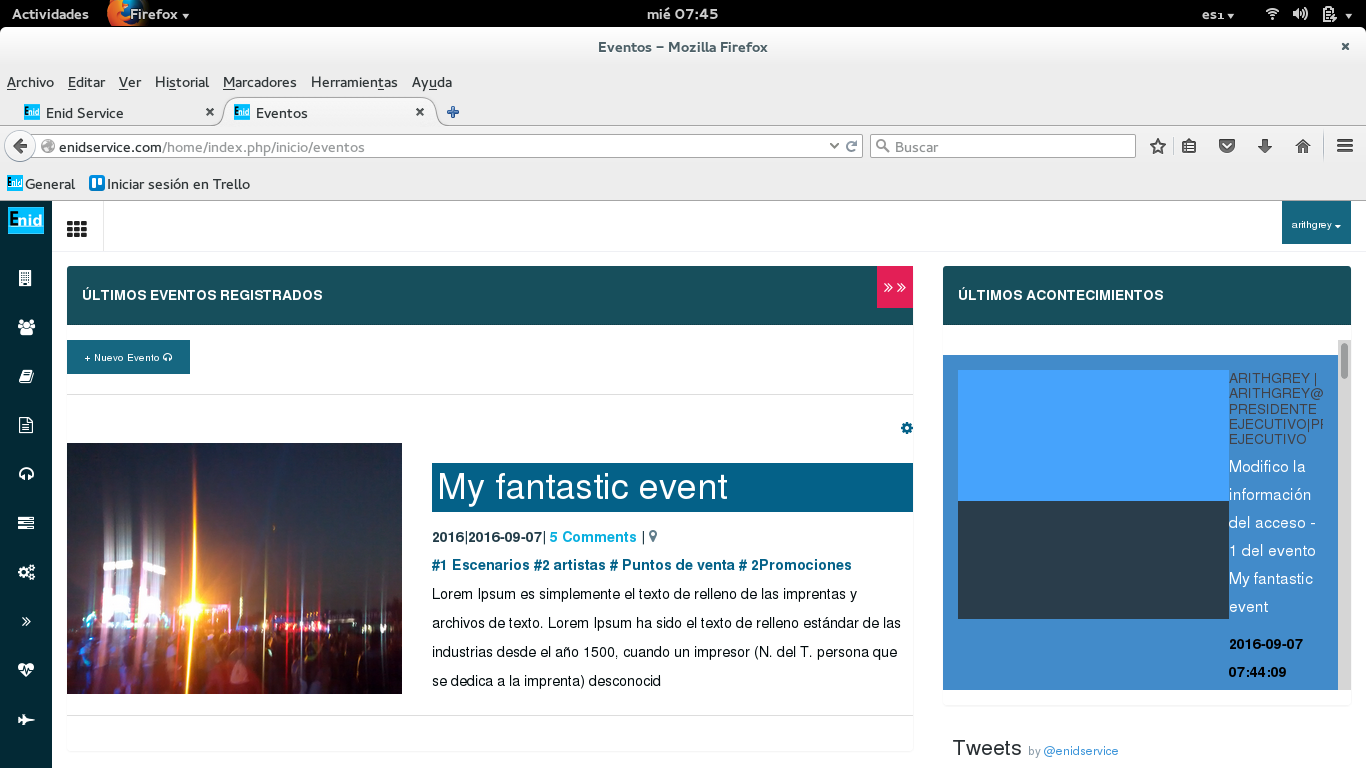 Actividades Firefox mié 07:45 es1
Eventos – Mozilla Firefox
Archivo Editar Ver Historial Marcadores Herramientas Ayuda
Enid Enid Service Enid Eventos
enidservice.com/home/index.php/inicio/eventos Buscar
Enid General Iniciar sesión en Trello
Enid
arithgrey
ÚLTIMOS EVENTOS REGISTRADOS
+ Nuevo Evento
My fantastic event
2016|2016-09-07| 5 Comments |
#1 Escenarios #2 artistas # Puntos de venta # 2Promociones
Lorem Ipsum es simplemente el texto de relleno de las imprentas y
archivos de texto. Lorem Ipsum ha sido el texto de relleno estándar de las
industrias desde el año 1500, cuando un impresor (N. del T. persona que
se dedica a la imprenta) desconocid
ÚLTIMOS ACONTECIMIENTOS
ARITHGREY |
ARITHGREY@
PRESIDENTE
EJECUTIVO|PR
EJECUTIVO
Modifico la
información
del acceso -
1 del evento
My fantastic
event
2016-09-07
07:44:09
Tweets by @enidservice